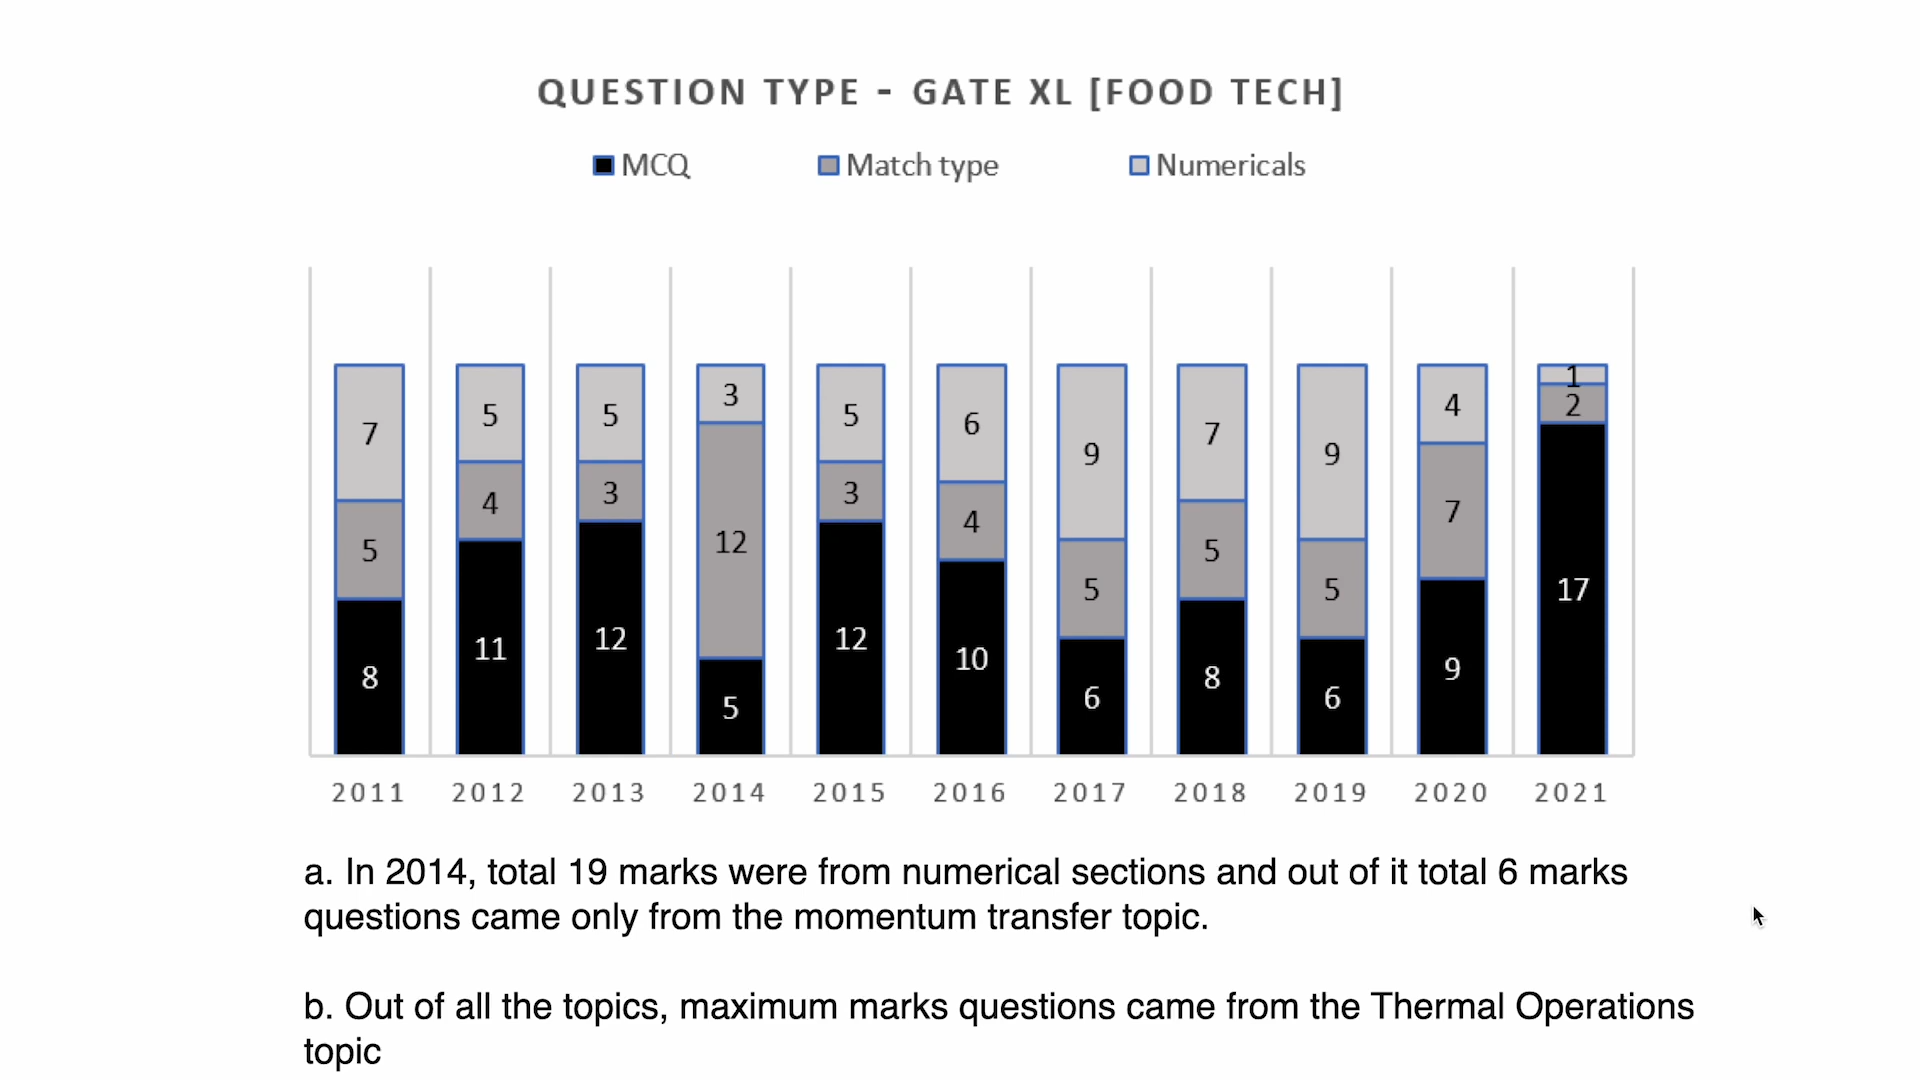 QUESTION TYPE - GATE XL [FOOD TECH]
MCQ Match type Numericals
7 5 5 3 5 6 9 7 9 4 1
5 4 3 12 3 4 5 5 5 7 2
8 11 12 5 12 10 6 8 6 9 17
2011 2012 2013 2014 2015 2016 2017 2018 2019 2020 2021
a. In 2014, total 19 marks were from numerical sections and out of it total 6 marks
questions came only from the momentum transfer topic.
b. Out of all the topics, maximum marks questions came from the Thermal Operations
topic